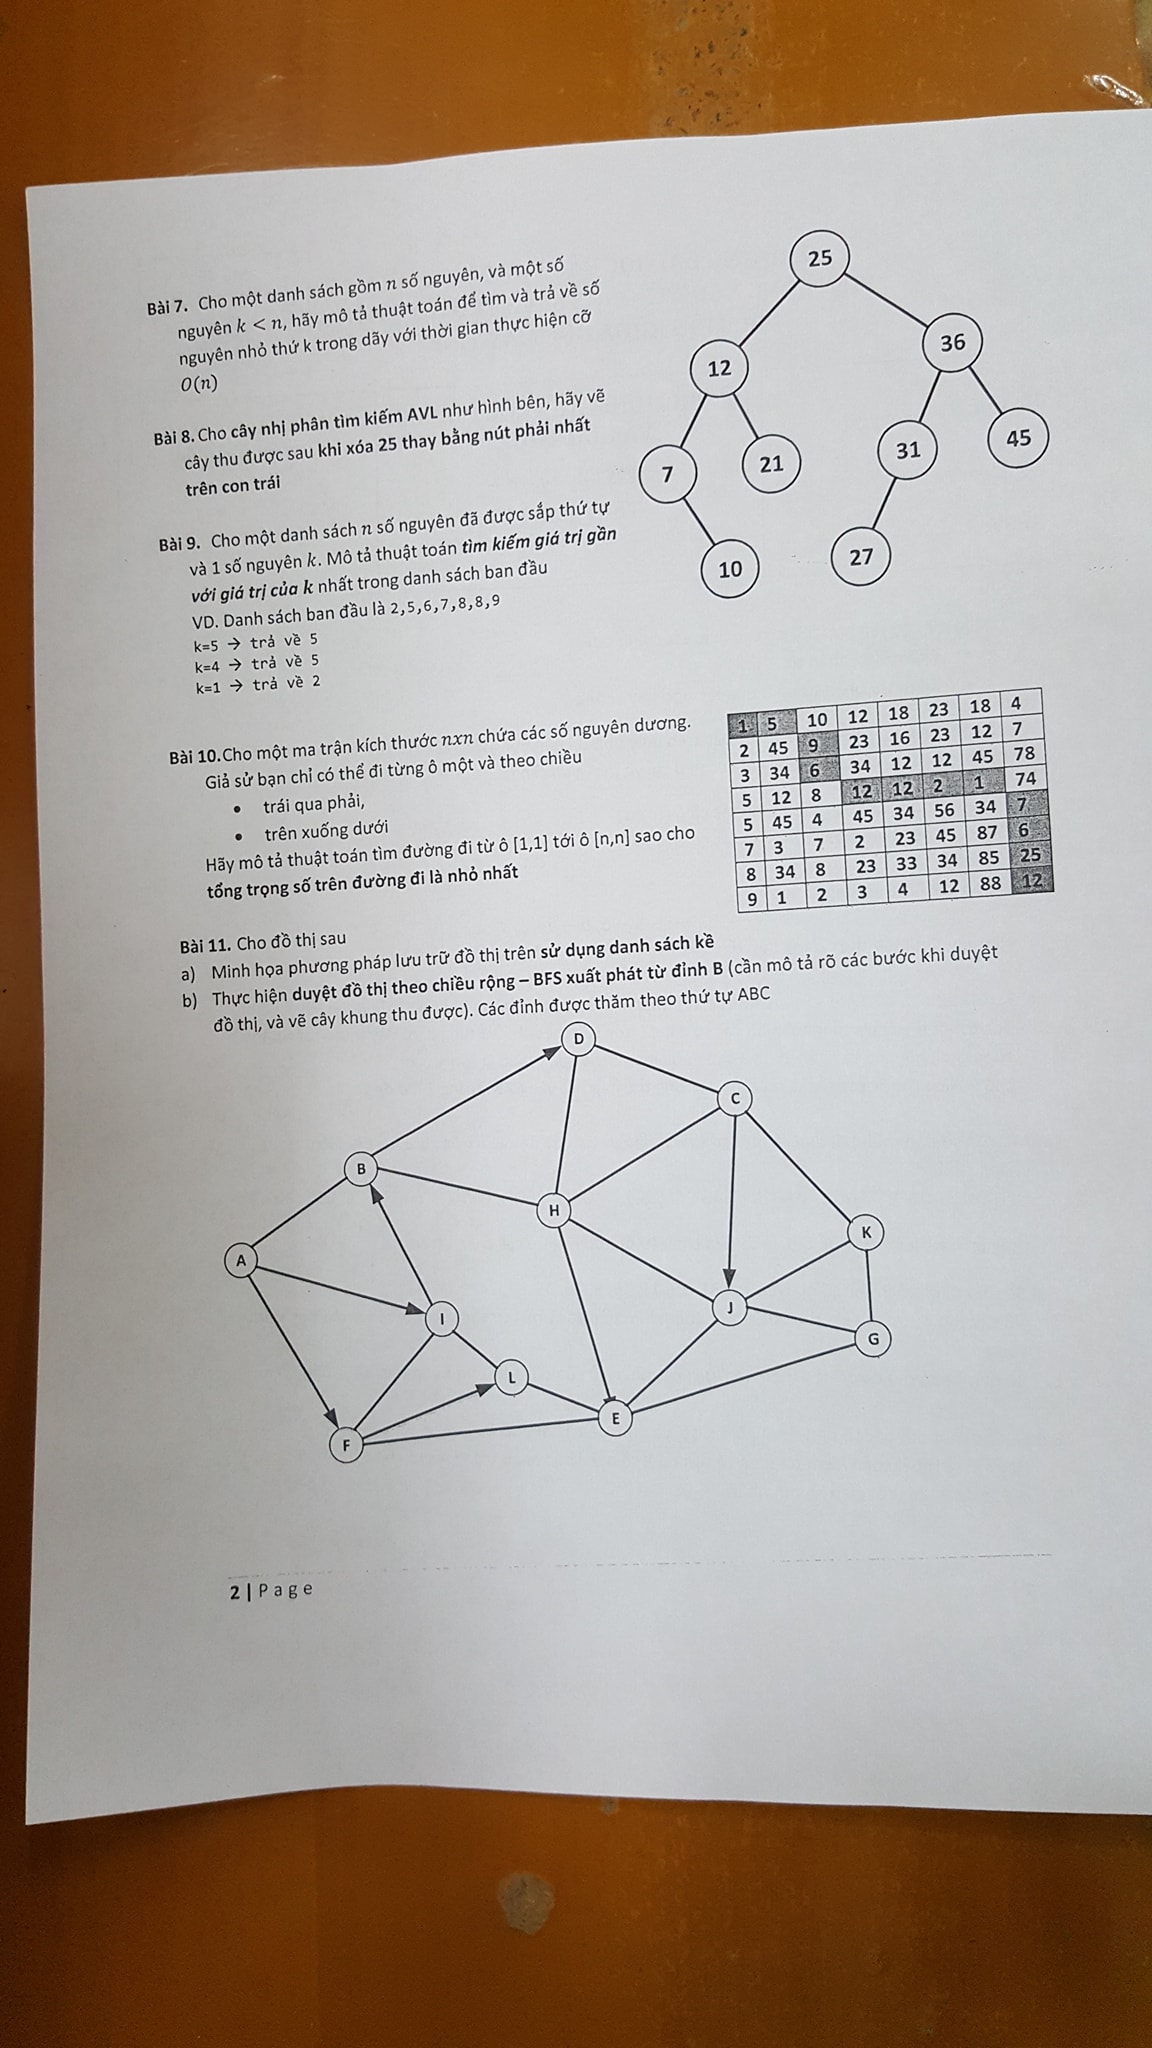 Bài 7. Cho một danh sách gồm n số nguyên, và một số
nguyên k < n, hãy mô tả thuật toán để tìm và trả về số
nguyên nhỏ thứ k trong dãy với thời gian thực hiện cỡ
O(n)
Bài 8. Cho cây nhị phân tìm kiếm AVL như hình bên, hãy vẽ
cây thu được sau khi xóa 25 thay bằng nút phải nhất
trên con trái
25
12
36
7
21
31
45
10
27
Bài 9. Cho một danh sách n số nguyên đã được sắp thứ tự
và 1 số nguyên k. Mô tả thuật toán tìm kiếm giá trị gần
với giá trị của k nhất trong danh sách ban đầu
VD. Danh sách ban đầu là 2,5,6,7,8,8,9
k=5 → trả về 5
k=4 → trả về 5
k=1 → trả về 2
Bài 10. Cho một ma trận kích thước nxn chứa các số nguyên dương.
Giả sử bạn chỉ có thể đi từng ô một và theo chiều
• trái qua phải,
• trên xuống dưới
Hãy mô tả thuật toán tìm đường đi từ ô [1,1] tới ô [n,n] sao cho
tổng trọng số trên đường đi là nhỏ nhất
1 5 10 12 18 23 18 4
2 45 9 23 16 23 12 7
3 34 6 34 12 12 45 78
5 12 8 12 12 2 1 74
5 45 4 45 34 56 34 7
7 3 7 2 23 45 87 6
8 34 8 23 33 34 85 25
9 1 2 3 4 12 88 12
Bài 11. Cho đồ thị sau
a) Minh họa phương pháp lưu trữ đồ thị trên sử dụng danh sách kề
b) Thực hiện duyệt đồ thị theo chiều rộng – BFS xuất phát từ đỉnh B (cần mô tả rõ các bước khi duyệt
đồ thị, và vẽ cây khung thu được). Các đỉnh được thăm theo thứ tự ABC
D
C
B
H
K
A
I
J
G
L
E
F
2 | P a g e